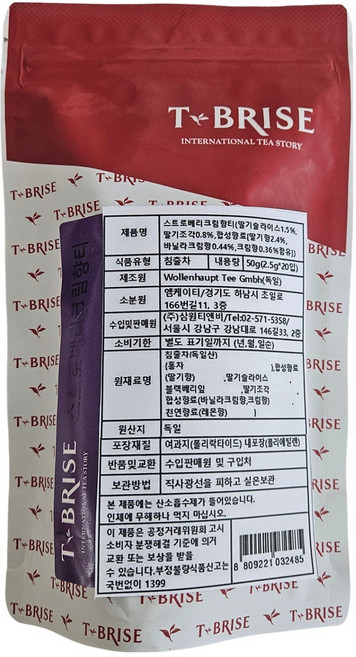 T BRISE
INTERNATIONAL TEA STORY
제품명
스트로베리크림향티(딸기슬라이스1.5%,
딸기조각0.8%,합성향료(딸기향2.4%,
바닐라크림향0.44%,크림향0.36%함유))
식품유형 침출차 내용량 50g(2.5g*20입)
제조원 Wollenhaupt Tee Gmbh(독일)
소분원
엠케이티/경기도 하남시 조일로
166번길11, 3층
수입및판매원
(주)삼원티앤비/Tel:02-571-5358/
서울시 강남구 강남대로 146길33, 2층
소비기한 별도 표기일까지 (년,월,일순)
원재료명
침출차(독일산)
(홍차 ),합성향료
(딸기향) ,딸기슬라이스
블랙베리잎 ,딸기조각
합성향료(바닐라크림향,크림향)
천연향료(레몬향) )
원산지 독일
포장재질 여과지(폴리락타이드) 내포장(폴리에틸렌)
반품및교환 수입판매원 및 구입처
보관방법 직사광선을 피하고 실온보관
본 제품에는 산소흡수제가 들어있습니다.
인체에 무해하나 먹지 마십시오.
이 제품은 공정거래위원회 고시
소비자 분쟁해결 기준에 의거
교환 또는 보상을 받을
수 있습니다.부정불량식품신고는
국번없이 1399
8 809221 032485
T BRISE
INTERNATIONAL TEA STORY
T BRISE
T BRISE
T BRISE